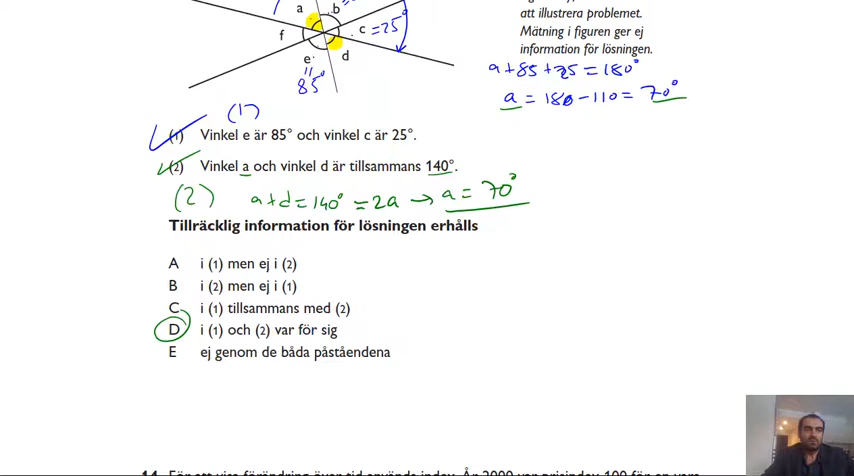 att illustrera problemet.
Mätning i figuren ger ej
information för lösningen.
a
b
f
c = 25°
e
d
85°
a + 85 + 25 = 180°
a = 180 - 110 = 70°
(1)
(1) Vinkel e är 85° och vinkel c är 25°.
(2) Vinkel a och vinkel d är tillsammans 140°.
(2) a + d = 140° = 2a → a = 70°
Tillräcklig information för lösningen erhålls
A i (1) men ej i (2)
B i (2) men ej i (1)
C i (1) tillsammans med (2)
D i (1) och (2) var för sig
E ej genom de båda påståendena